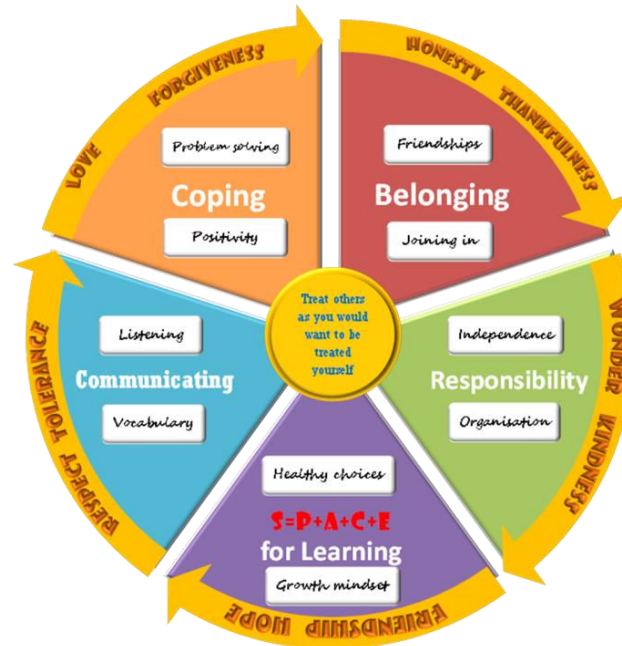 LOVE FORGIVENESS
HONESTY THANKFULNESS
Problem solving
Coping
Positivity
Friendships
Belonging
Joining in
Treat others
as you would
want to be
treated
yourself
Listening
Communicating
Vocabulary
Independence
Responsibility
Organisation
Healthy choices
S=P+A+C+E
for Learning
Growth mindset
RESPECT TOLERANCE
WONDER KINDNESS
FRIENDSHIP HOPE